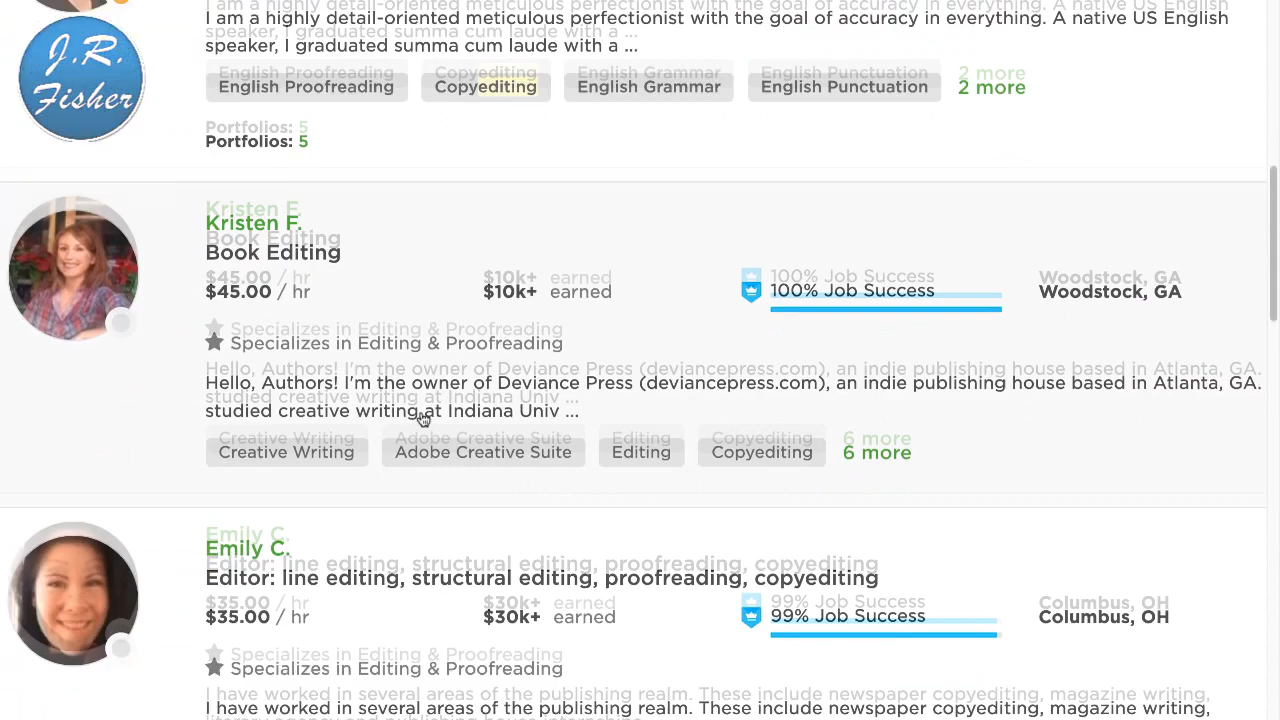 I am a highly detail-oriented meticulous perfectionist with the goal of accuracy in everything. A native US English
speaker, I graduated summa cum laude with a ...
J.R.
Fisher
English Proofreading Copyediting English Grammar English Punctuation 2 more
Portfolios: 5
Kristen F.
Book Editing
$45.00 / hr $10k+ earned 100% Job Success Woodstock, GA
Specializes in Editing & Proofreading
Hello, Authors! I'm the owner of Deviance Press (deviancepress.com), an indie publishing house based in Atlanta, GA.
studied creative writing at Indiana Univ ...
Creative Writing Adobe Creative Suite Editing Copyediting 6 more
Emily C.
Editor: line editing, structural editing, proofreading, copyediting
$35.00 / hr $30k+ earned 99% Job Success Columbus, OH
Specializes in Editing & Proofreading
I have worked in several areas of the publishing realm. These include newspaper copyediting, magazine writing,